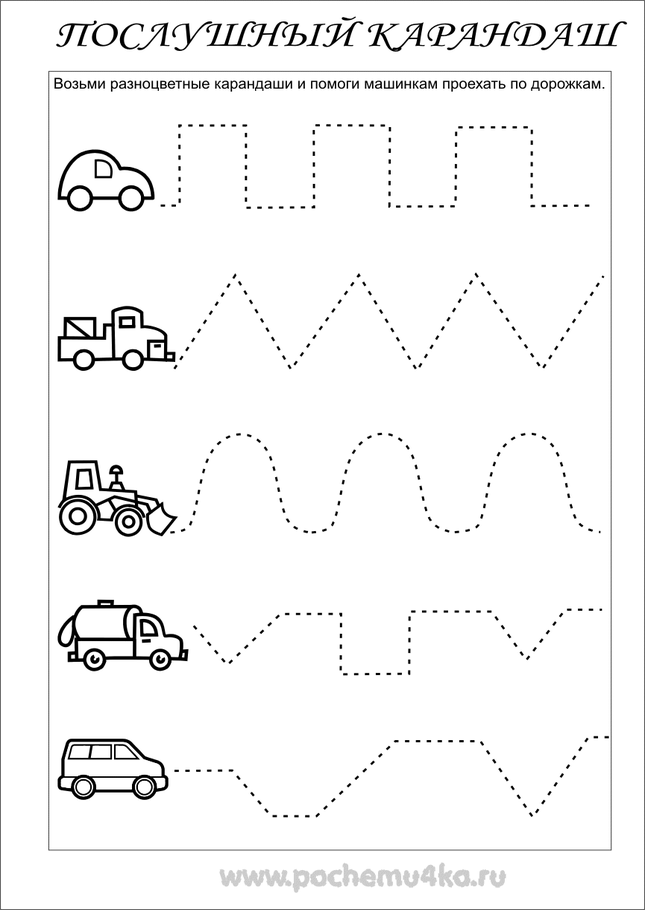 ПОСЛУШНЫЙ КАРАНДАШ
Возьми разноцветные карандаши и помоги машинкам проехать по дорожкам.
www.pochemu4ka.ru